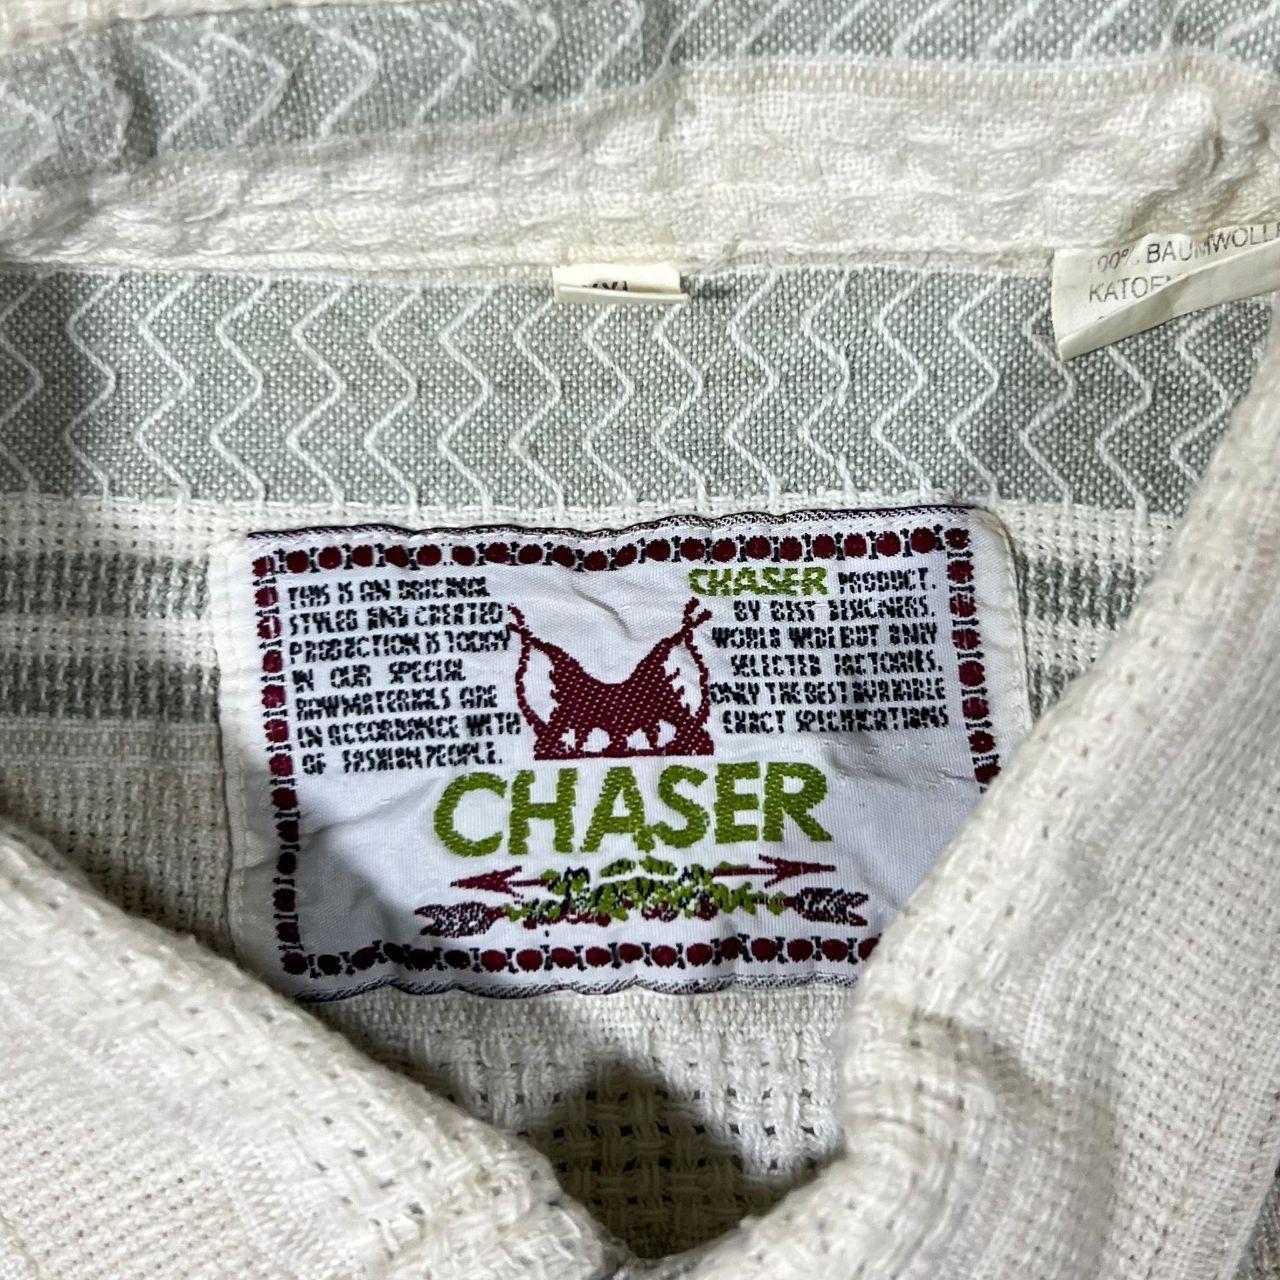 100% BAUMWOLLE
THIS IS AN ORIGINAL
STYLED AND CREATED
PRODUCTION IS TODAY
IN OUR SPECIAL
RAWMATERIALS ARE
IN ACCORDANCE WITH
OF FASHION PEOPLE.
CHASER PRODUCT.
BY BEST DESIGNERS.
WORLD WIDE BUT ONLY
SELECTED FACTORIES.
ONLY THE BEST
EXACT SPECIFICATIONS
CHASER